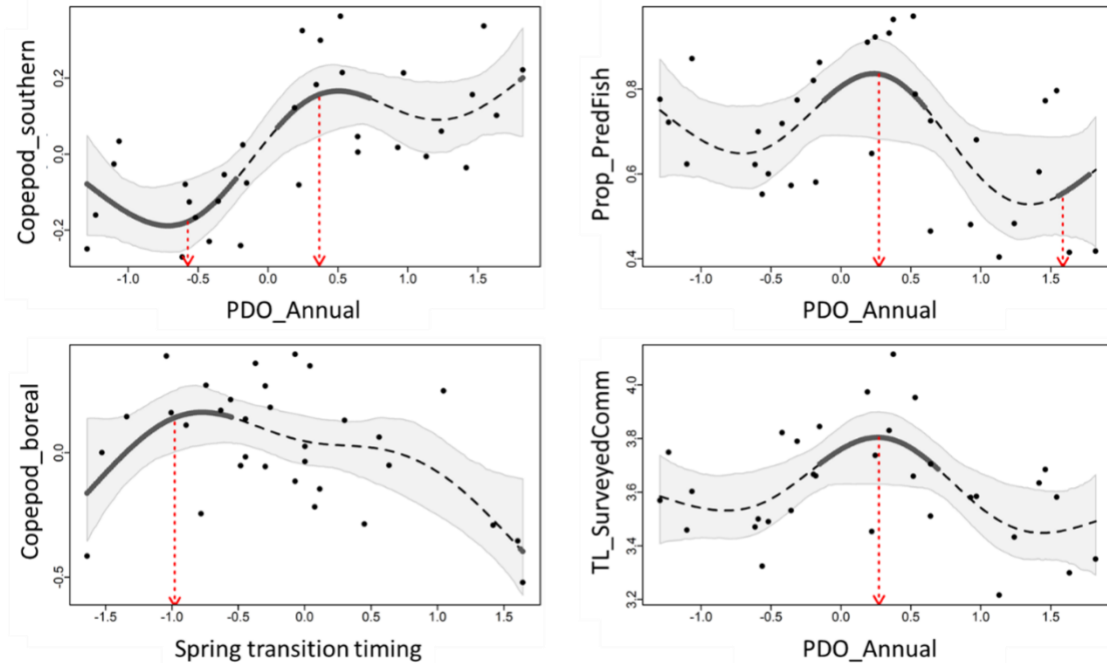 Copepod_southern
0.2
0.0
-0.2
-1.0 -0.5 0.0 0.5 1.0 1.5
PDO_Annual
Prop_PredFish
0.8
0.6
0.4
-1.0 -0.5 0.0 0.5 1.0 1.5
PDO_Annual
Copepod_boreal
0.0
-0.5
-1.5 -1.0 -0.5 0.0 0.5 1.0 1.5
Spring transition timing
TL_SurveyedComm
4.0
3.8
3.6
3.4
3.2
-1.0 -0.5 0.0 0.5 1.0 1.5
PDO_Annual